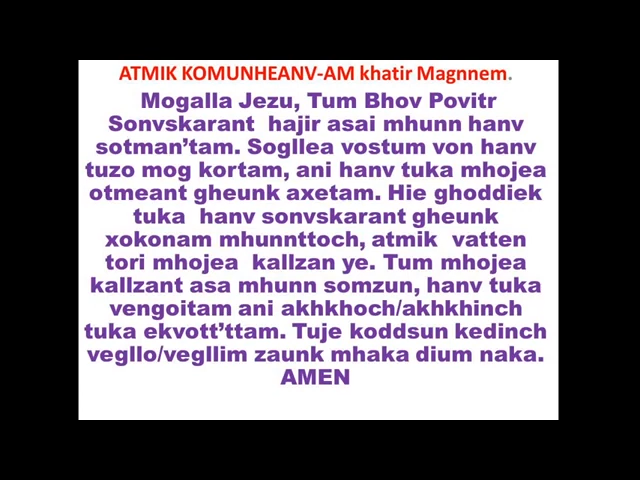 ATMIK KOMUNHEANV-AM khatir Magnnem.
Mogalla Jezu, Tum Bhov Povitr
Sonvskarant hajir asai mhunn hanv
sotman'tam. Sogllea vostum von hanv
tuzo mog kortam, ani hanv tuka mhojea
otmeant gheunk axetam. Hie ghoddiek
tuka hanv sonvskarant gheunk
xokonam mhunnttoch, atmik vatten
tori mhojea kallzan ye. Tum mhojea
kallzant asa mhunn somzun, hanv tuka
vengoitam ani akhkhoch/akhkhinch
tuka ekvott'ttam. Tuje koddsun kedinch
vegllo/vegllim zaunk mhaka dium naka.
AMEN